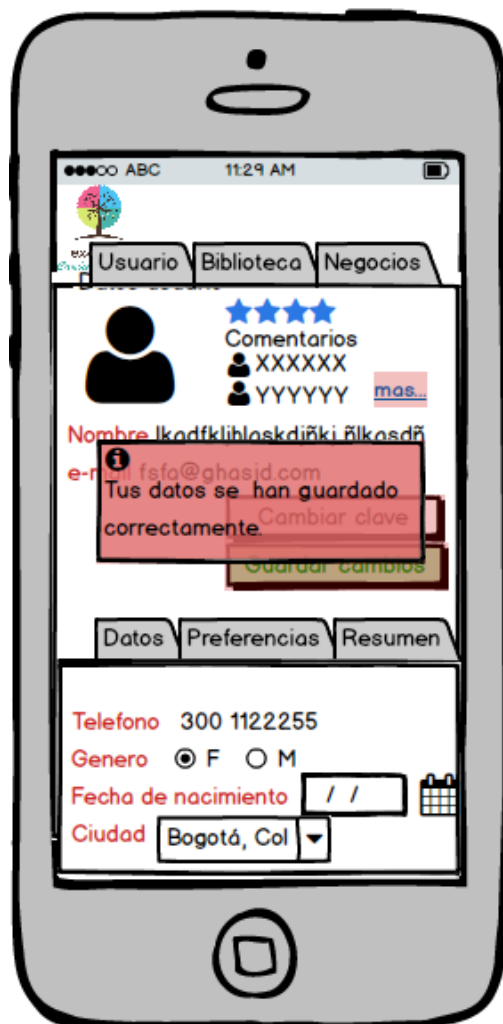 ABC 11:29 AM
Usuario Biblioteca Negocios
Comentarios
XXXXXX
YYYYYY mas...
Nombre lkadfkljhlaskdjñkj ñlkasdñ
fsfa@ghasjd.com
Tus datos se han guardado
correctamente.
Cambiar clave
Guardar cambios
Datos Preferencias Resumen
Telefono 300 1122255
Genero F M
Fecha de nacimiento / /
Ciudad Bogotá, Col